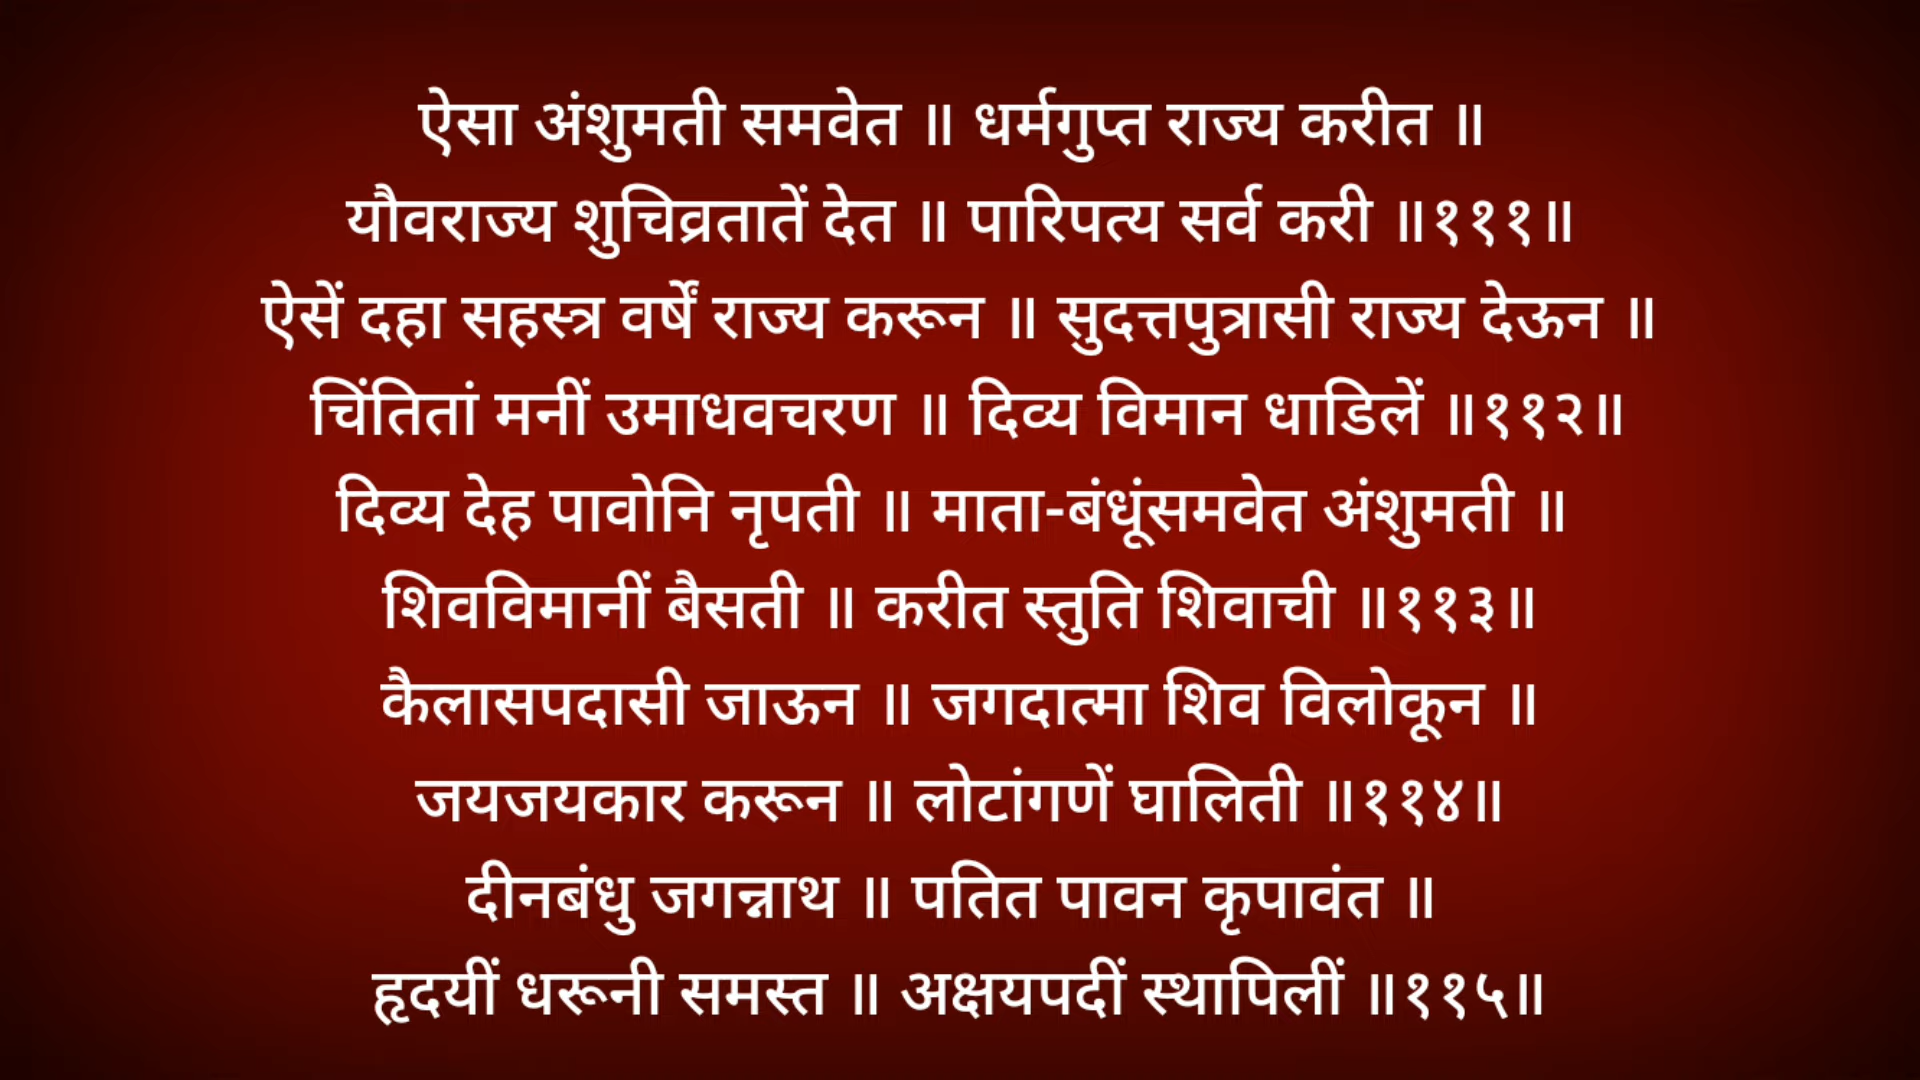 ऐसा अंशुमती समवेत ॥ धर्मगुप्त राज्य करीत ॥
यौवराज्य शुचिव्रतातें देत ॥ पारिपत्य सर्व करी ॥१११॥
ऐसें दहा सहस्त्र वर्षें राज्य करून ॥ सुदत्तपुत्रासी राज्य देऊन ॥
चिंतितां मनीं उमाधवचरण ॥ दिव्य विमान धाडिलें ॥११२॥
दिव्य देह पावोनि नृपती ॥ माता-बंधूंसमवेत अंशुमती ॥
शिवविमानीं बैसती ॥ करीत स्तुति शिवाची ॥११३॥
कैलासपदासी जाऊन ॥ जगदात्मा शिव विलोकून ॥
जयजयकार करून ॥ लोटांगणें घालिती ॥११४॥
दीनबंधु जगन्नाथ ॥ पतित पावन कृपावंत ॥
हृदयीं धरूनी समस्त ॥ अक्षयपदीं स्थापिलीं ॥११५॥